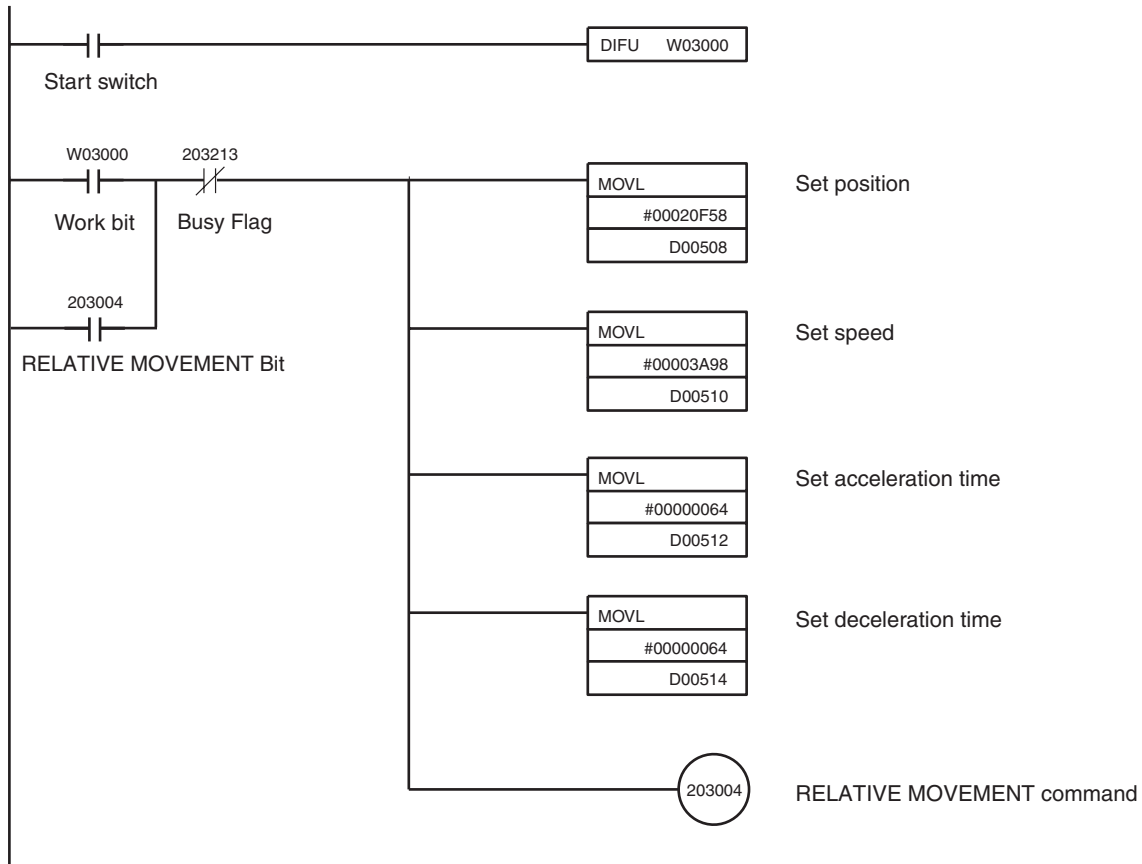 DIFU W03000
Start switch
W03000 203213
MOVL Set position
#00020F58
Work bit Busy Flag
D00508
203004
MOVL Set speed
#00003A98
RELATIVE MOVEMENT Bit
D00510
MOVL Set acceleration time
#00000064
D00512
MOVL Set deceleration time
#00000064
D00514
203004 RELATIVE MOVEMENT command